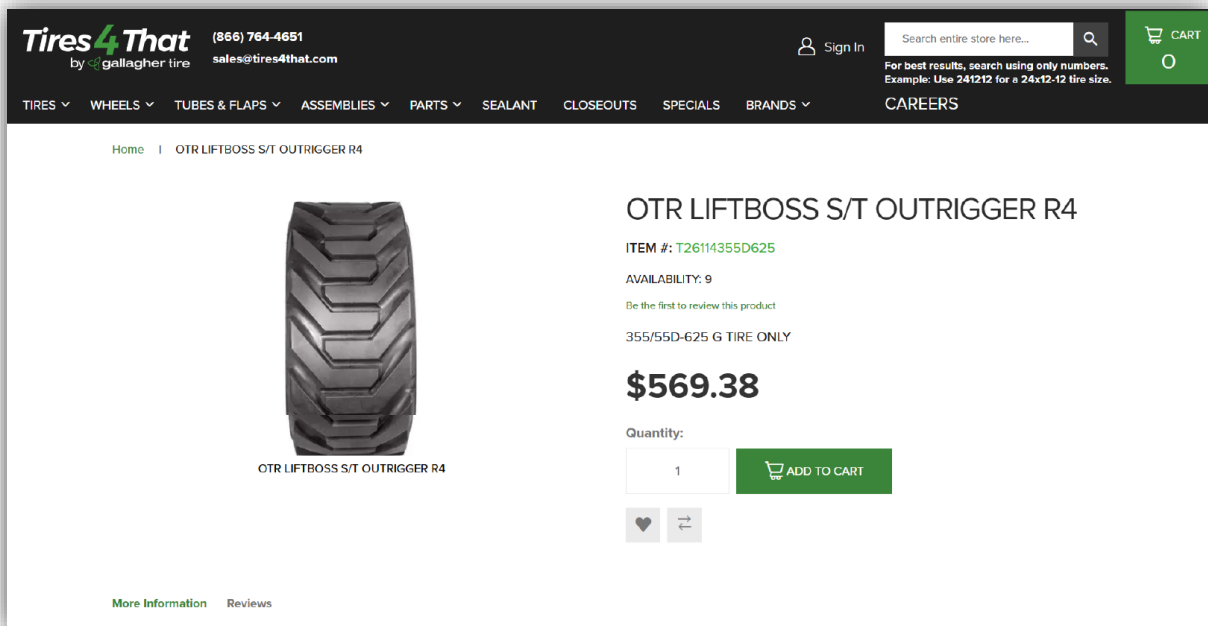 Tires4That
by gallagher tire
(866) 764-4651
sales@tires4that.com
Sign In
Search entire store here...
For best results, search using only numbers.
Example: Use 241212 for a 24x12-12 tire size.
CART
0
TIRES WHEELS TUBES & FLAPS ASSEMBLIES PARTS SEALANT CLOSEOUTS SPECIALS BRANDS CAREERS
Home | OTR LIFTBOSS S/T OUTRIGGER R4
OTR LIFTBOSS S/T OUTRIGGER R4
OTR LIFTBOSS S/T OUTRIGGER R4
ITEM #: T26114355D625
AVAILABILITY: 9
Be the first to review this product
355/55D-625 G TIRE ONLY
$569.38
Quantity:
1
ADD TO CART
More Information Reviews